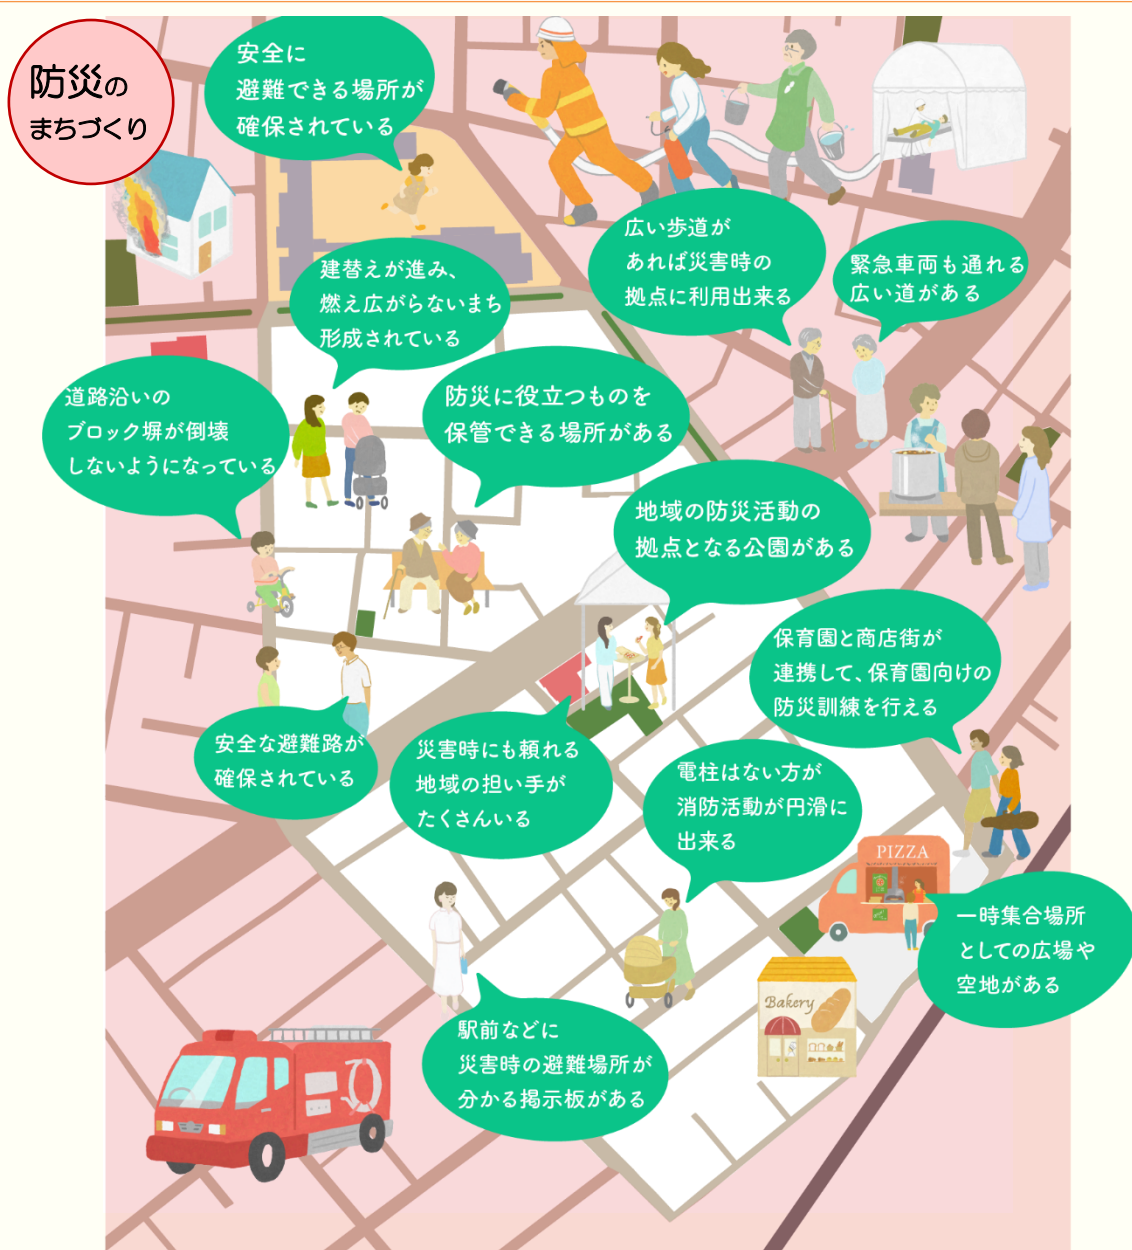 防災の
まちづくり
安全に
避難できる場所が
確保されている
広い歩道が
あれば災害時の
拠点に利用出来る
緊急車両も通れる
広い道がある
建替えが進み、
燃え広がらないまち
形成されている
道路沿いの
ブロック塀が倒壊
しないようになっている
防災に役立つものを
保管できる場所がある
地域の防災活動の
拠点となる公園がある
保育園と商店街が
連携して、保育園向けの
防災訓練を行える
安全な避難路が
確保されている
災害時にも頼れる
地域の担い手が
たくさんいる
電柱はない方が
消防活動が円滑に
出来る
PIZZA
一時集合場所
としての広場や
空地がある
Bakery
駅前などに
災害時の避難場所が
分かる掲示板がある